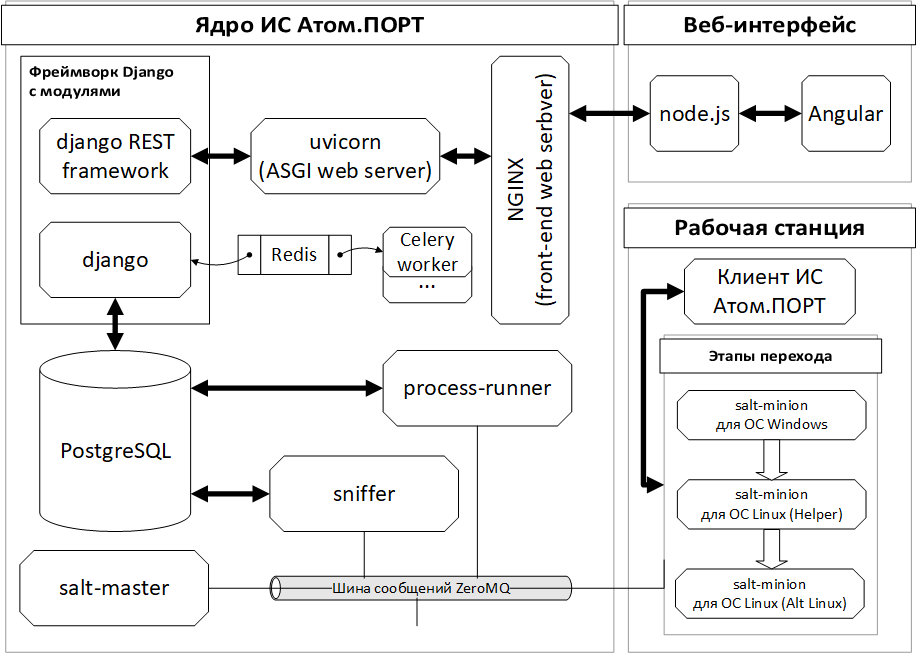 Ядро ИС Атом.ПОРТ
Фреймворк Django
с модулями
django REST
framework
uvicorn
(ASGI web server)
NGINX
(front-end web serbver)
django
Redis
Celery
worker
...
PostgreSQL
process-runner
sniffer
salt-master
Шина сообщений ZeroMQ
Веб-интерфейс
node.js
Angular
Рабочая станция
Клиент ИС
Атом.ПОРТ
Этапы перехода
salt-minion
для ОС Windows
salt-minion
для ОС Linux (Helper)
salt-minion
для ОС Linux (Alt Linux)